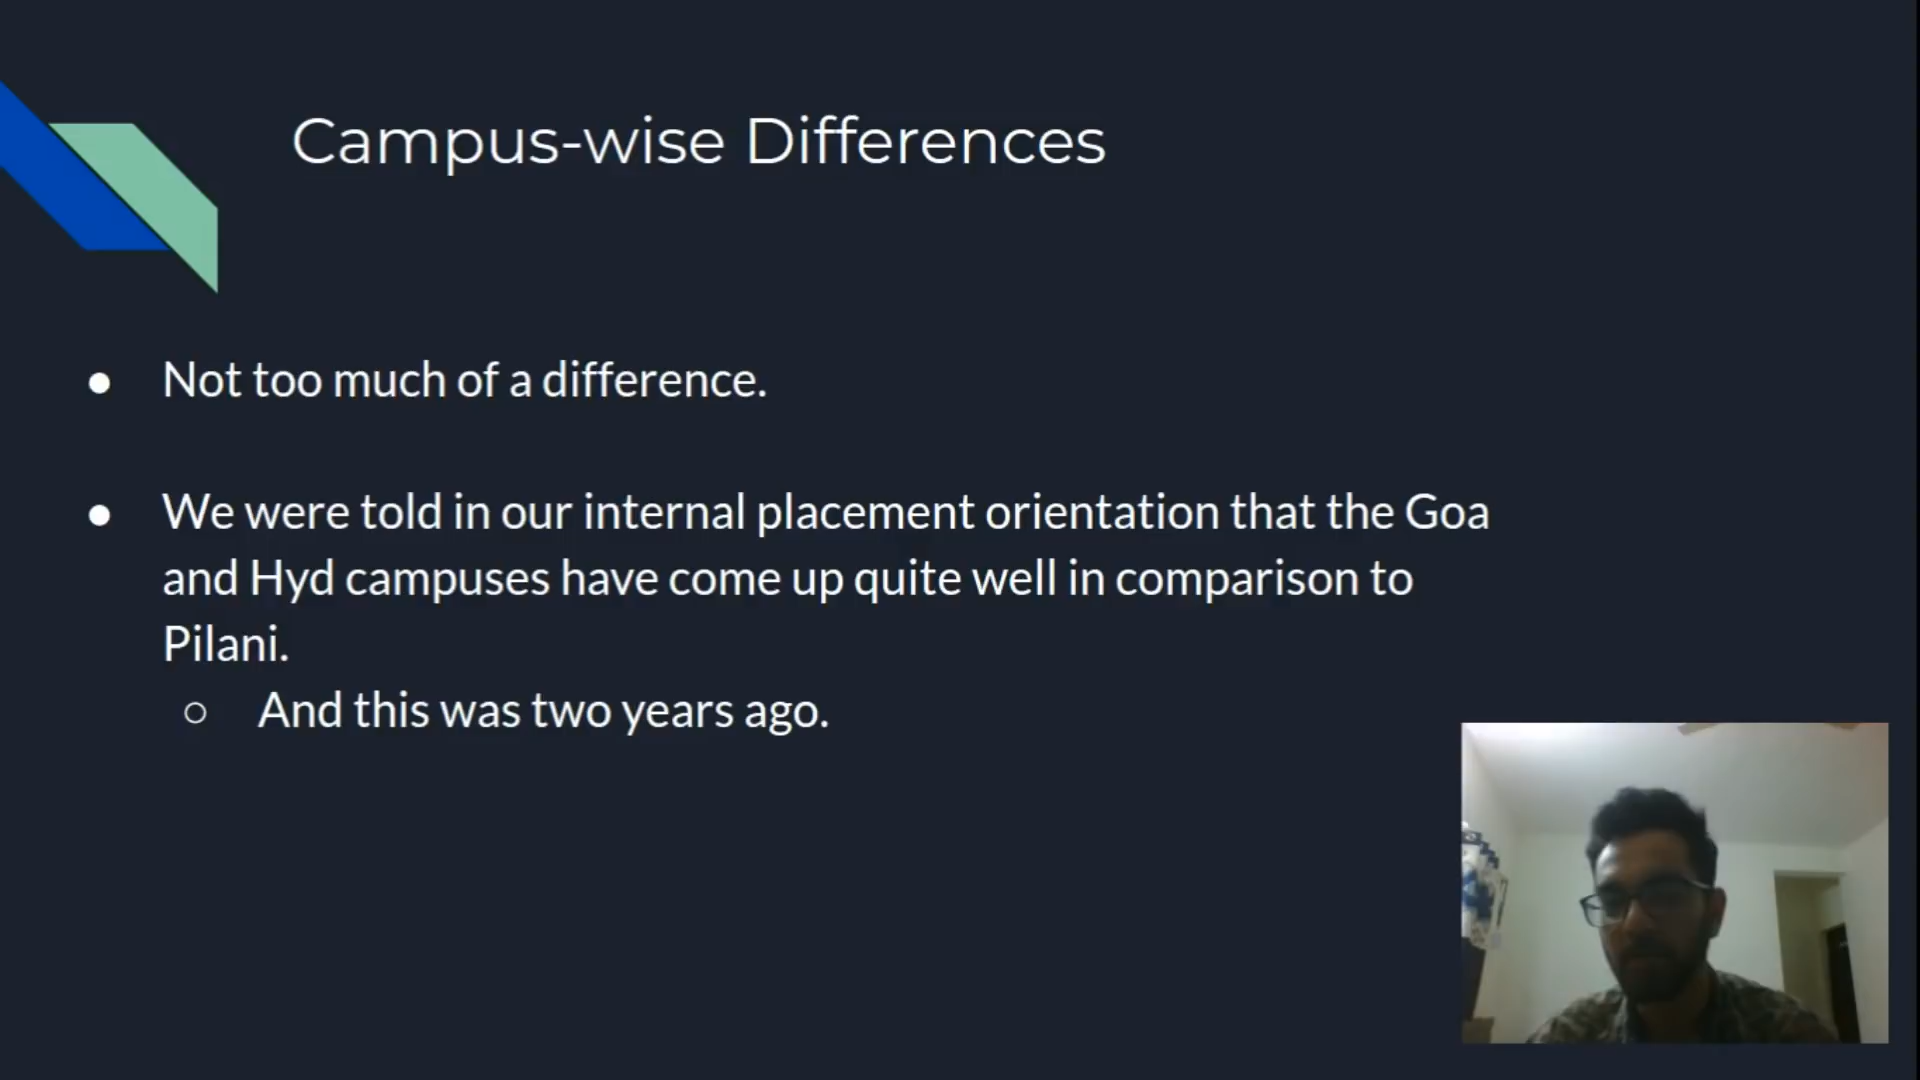 Campus-wise Differences
● Not too much of a difference.
● We were told in our internal placement orientation that the Goa
and Hyd campuses have come up quite well in comparison to
Pilani.
○ And this was two years ago.